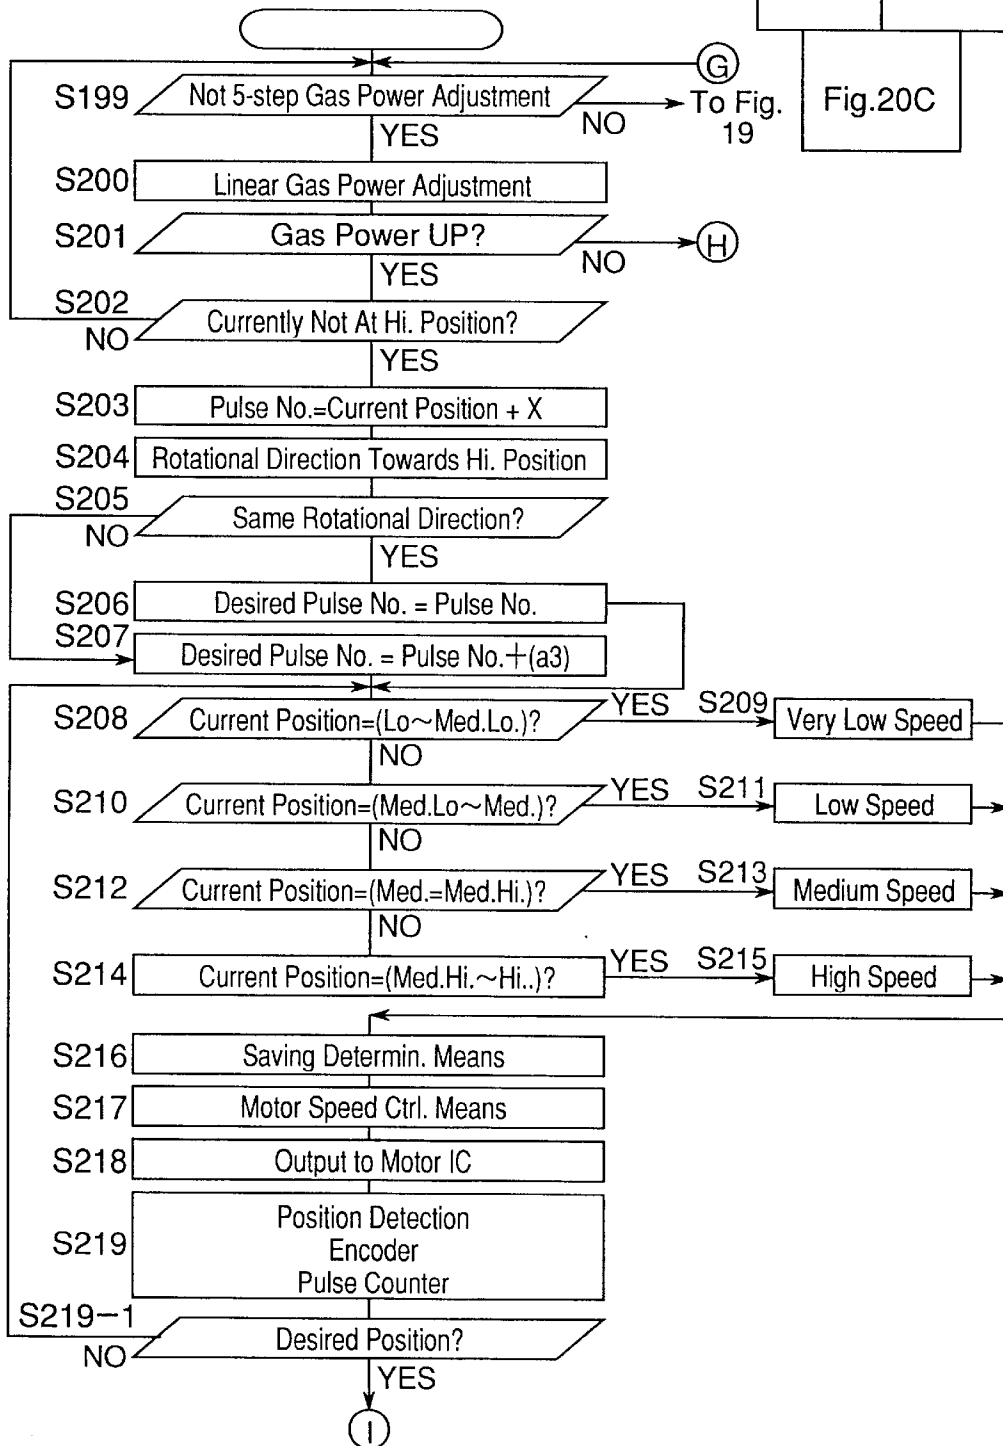 G
S199
Not 5-step Gas Power Adjustment
NO
To Fig.
19
Fig.20C
YES
S200
Linear Gas Power Adjustment
S201
Gas Power UP?
NO
H
YES
S202
NO
Currently Not At Hi. Position?
YES
S203
Pulse No.=Current Position + X
S204
Rotational Direction Towards Hi. Position
S205
NO
Same Rotational Direction?
YES
S206
Desired Pulse No. = Pulse No.
S207
Desired Pulse No. = Pulse No.+(a3)
S208
Current Position=(Lo~Med.Lo.)?
YES
S209
Very Low Speed
NO
S210
Current Position=(Med.Lo~Med.)?
YES
S211
Low Speed
NO
S212
Current Position=(Med.=Med.Hi.)?
YES
S213
Medium Speed
NO
S214
Current Position=(Med.Hi.~Hi..)?
YES
S215
High Speed
S216
Saving Determin. Means
S217
Motor Speed Ctrl. Means
S218
Output to Motor IC
S219
Position Detection
Encoder
Pulse Counter
S219-1
NO
Desired Position?
YES
I